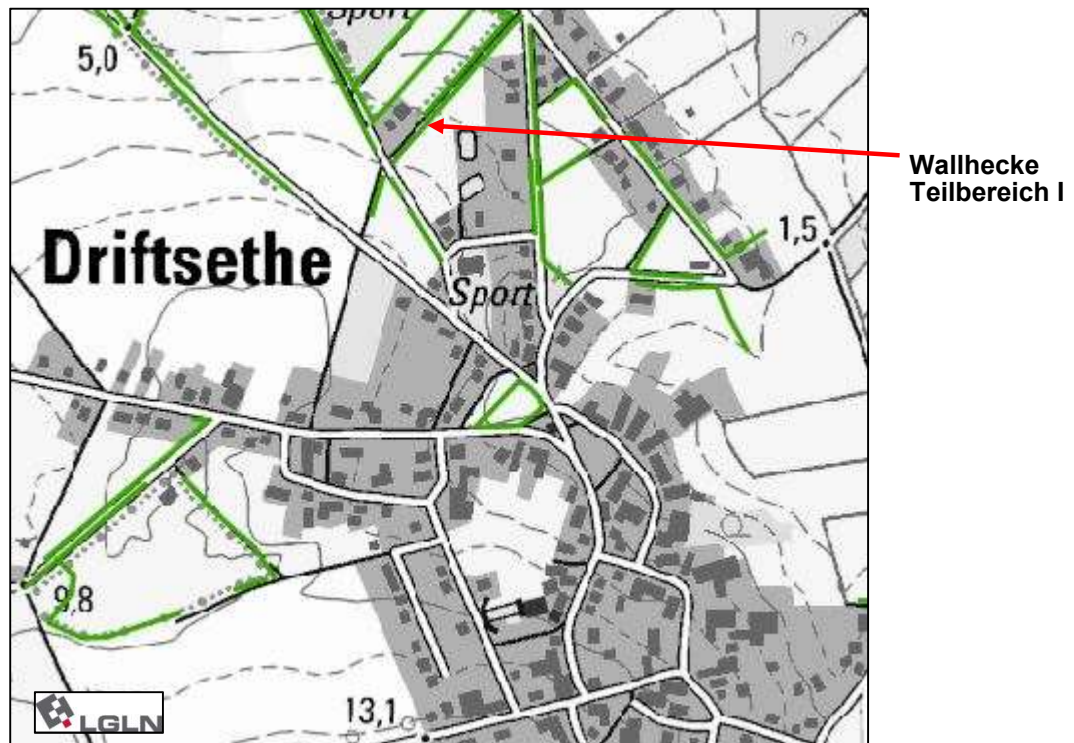 Sport
5,0
Wallhecke
Teilbereich I
1,5
Driftsethe
Sport
9,8
13,1
LGLN